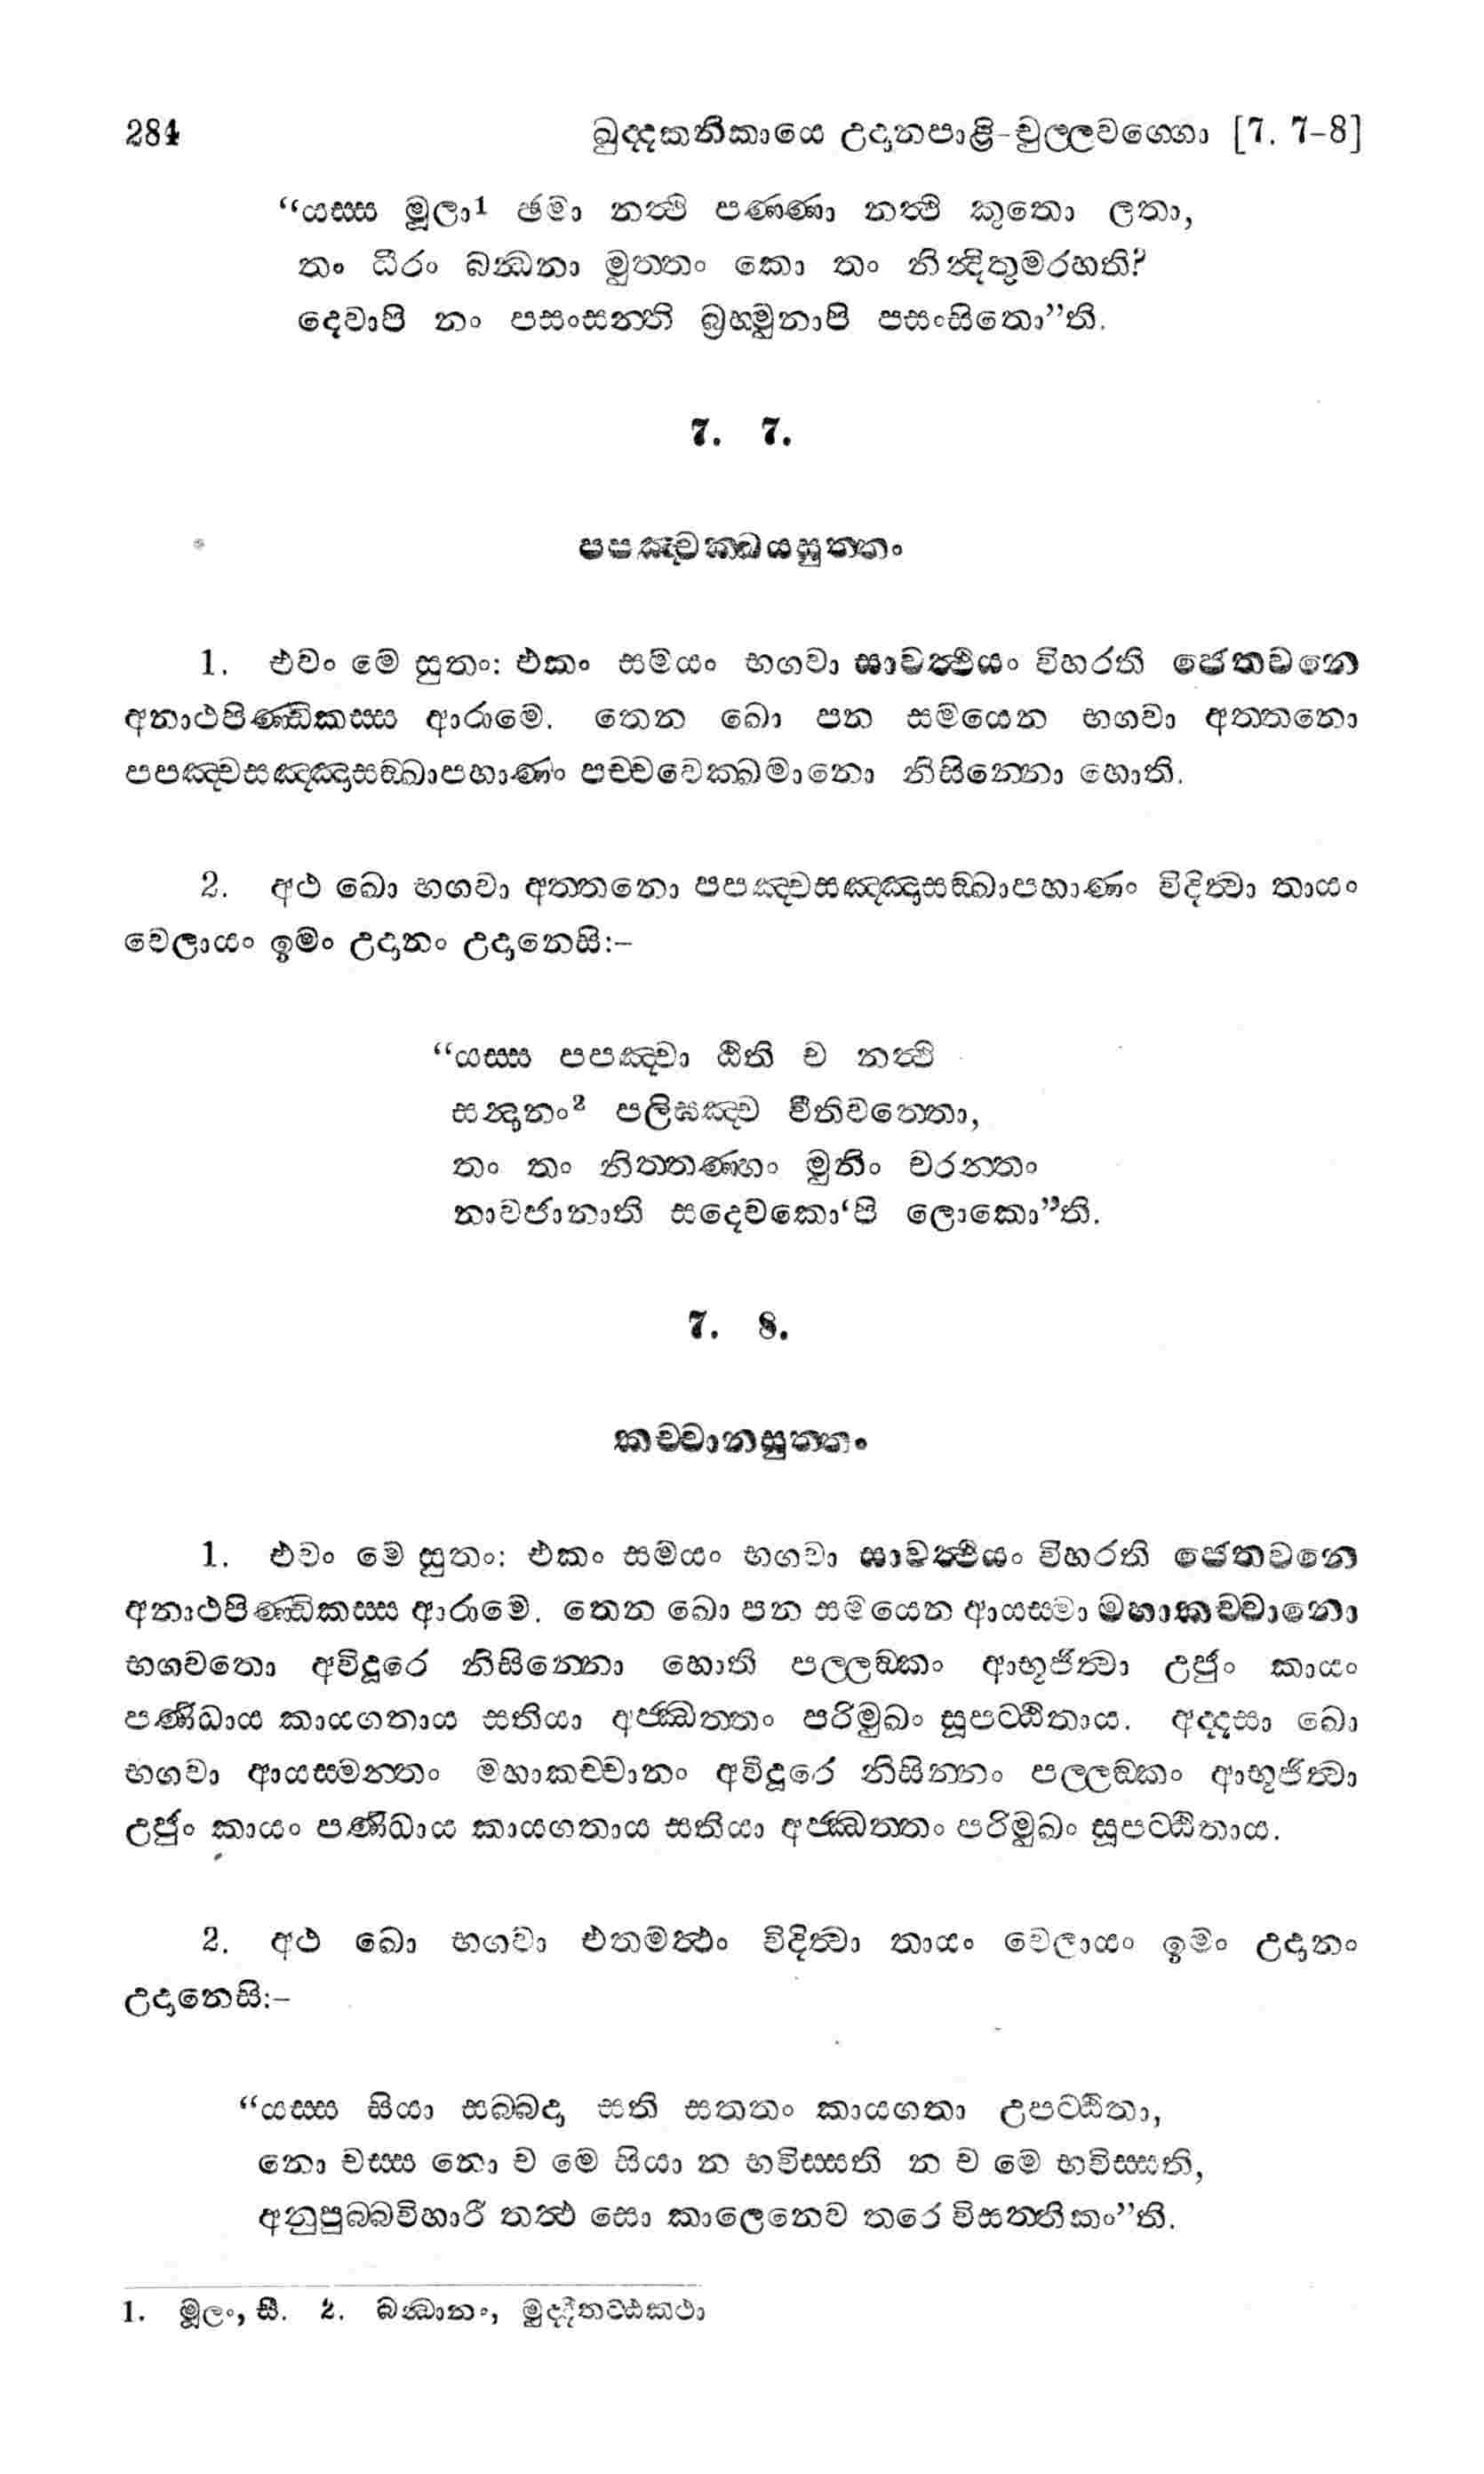 284 ඛුද්දකනිකායෙ උදානපාළි-චුල්ලවග්ගො [7. 7-8]
“යස්ස මූලා1 ඡමා නත්ථි පණ්ණා නත්ථි කුතො ලතා,
තං ධීරං බන්ධනා මුත්තං කො තං නින්දිතුමරහති?
දෙවාපි නං පසංසන්ති බ්‍රහ්මුනාපි පසංසිතො”ති.
7. 7.
පපඤ්චක්ඛයසුත්තං
1. එවං මෙ සුතං: එකං සමයං භගවා සාවත්ථියං විහරති ජෙතවනෙ
අනාථපිණ්ඩිකස්ස ආරාමෙ. තෙන ඛො පන සමයෙන භගවා අත්තනො
පපඤ්චසඤ්ඤාසඞ්ඛාපහාණං පච්චවෙක්ඛමානො නිසින්නො හොති.
2. අථ ඛො භගවා අත්තනො පපඤ්චසඤ්ඤාසඞ්ඛාපහාණං විදිත්වා තායං
වෙලායං ඉමං උදානං උදානෙසි:–
“යස්ස පපඤ්චා ඨිති ච නත්ථි
සන්දානං2 පලිඝඤ්ච වීතිවත්තො,
තං තං නිත්තණ්හං මුනිං චරන්තං
නාවජානාති සදෙවකො‘පි ලොකො”ති.
7. 8.
කච්චානසුත්තං
1. එවං මෙ සුතං: එකං සමයං භගවා සාවත්ථියං විහරති ජෙතවනෙ
අනාථපිණ්ඩිකස්ස ආරාමෙ. තෙන ඛො පන සමයෙන ආයස්මා මහාකච්චානො
භගවතො අවිදූරෙ නිසින්නො හොති පල්ලඞ්කං ආභූජිත්වා උජුං කායං
පණිධාය කායගතාය සතියා අජ්ඣත්තං පරිමුඛං සූපට්ඨිතාය. අද්දසා ඛො
භගවා ආයස්මන්තං මහාකච්චානං අවිදූරෙ නිසින්නං පල්ලඞ්කං ආභූජිත්වා
උජුං කායං පණිධාය කායගතාය සතියා අජ්ඣත්තං පරිමුඛං සූපට්ඨිතාය.
2. අථ ඛො භගවා එතමත්ථං විදිත්වා තායං වෙලායං ඉමං උදානං
උදානෙසි:–
“යස්ස සියා සබ්බදා සති සතතං කායගතා උපට්ඨිතා,
නො චස්ස නො ච මෙ සියා න භවිස්සති න ච මෙ භවිස්සති,
අනුපුබ්බවිහාරී තත්ථ සො කාලෙනෙව තරෙ විසත්තිකං”ති.
1. මූලං, සී. 2. බන්ධානං, මුද්දිතට්ඨකථා